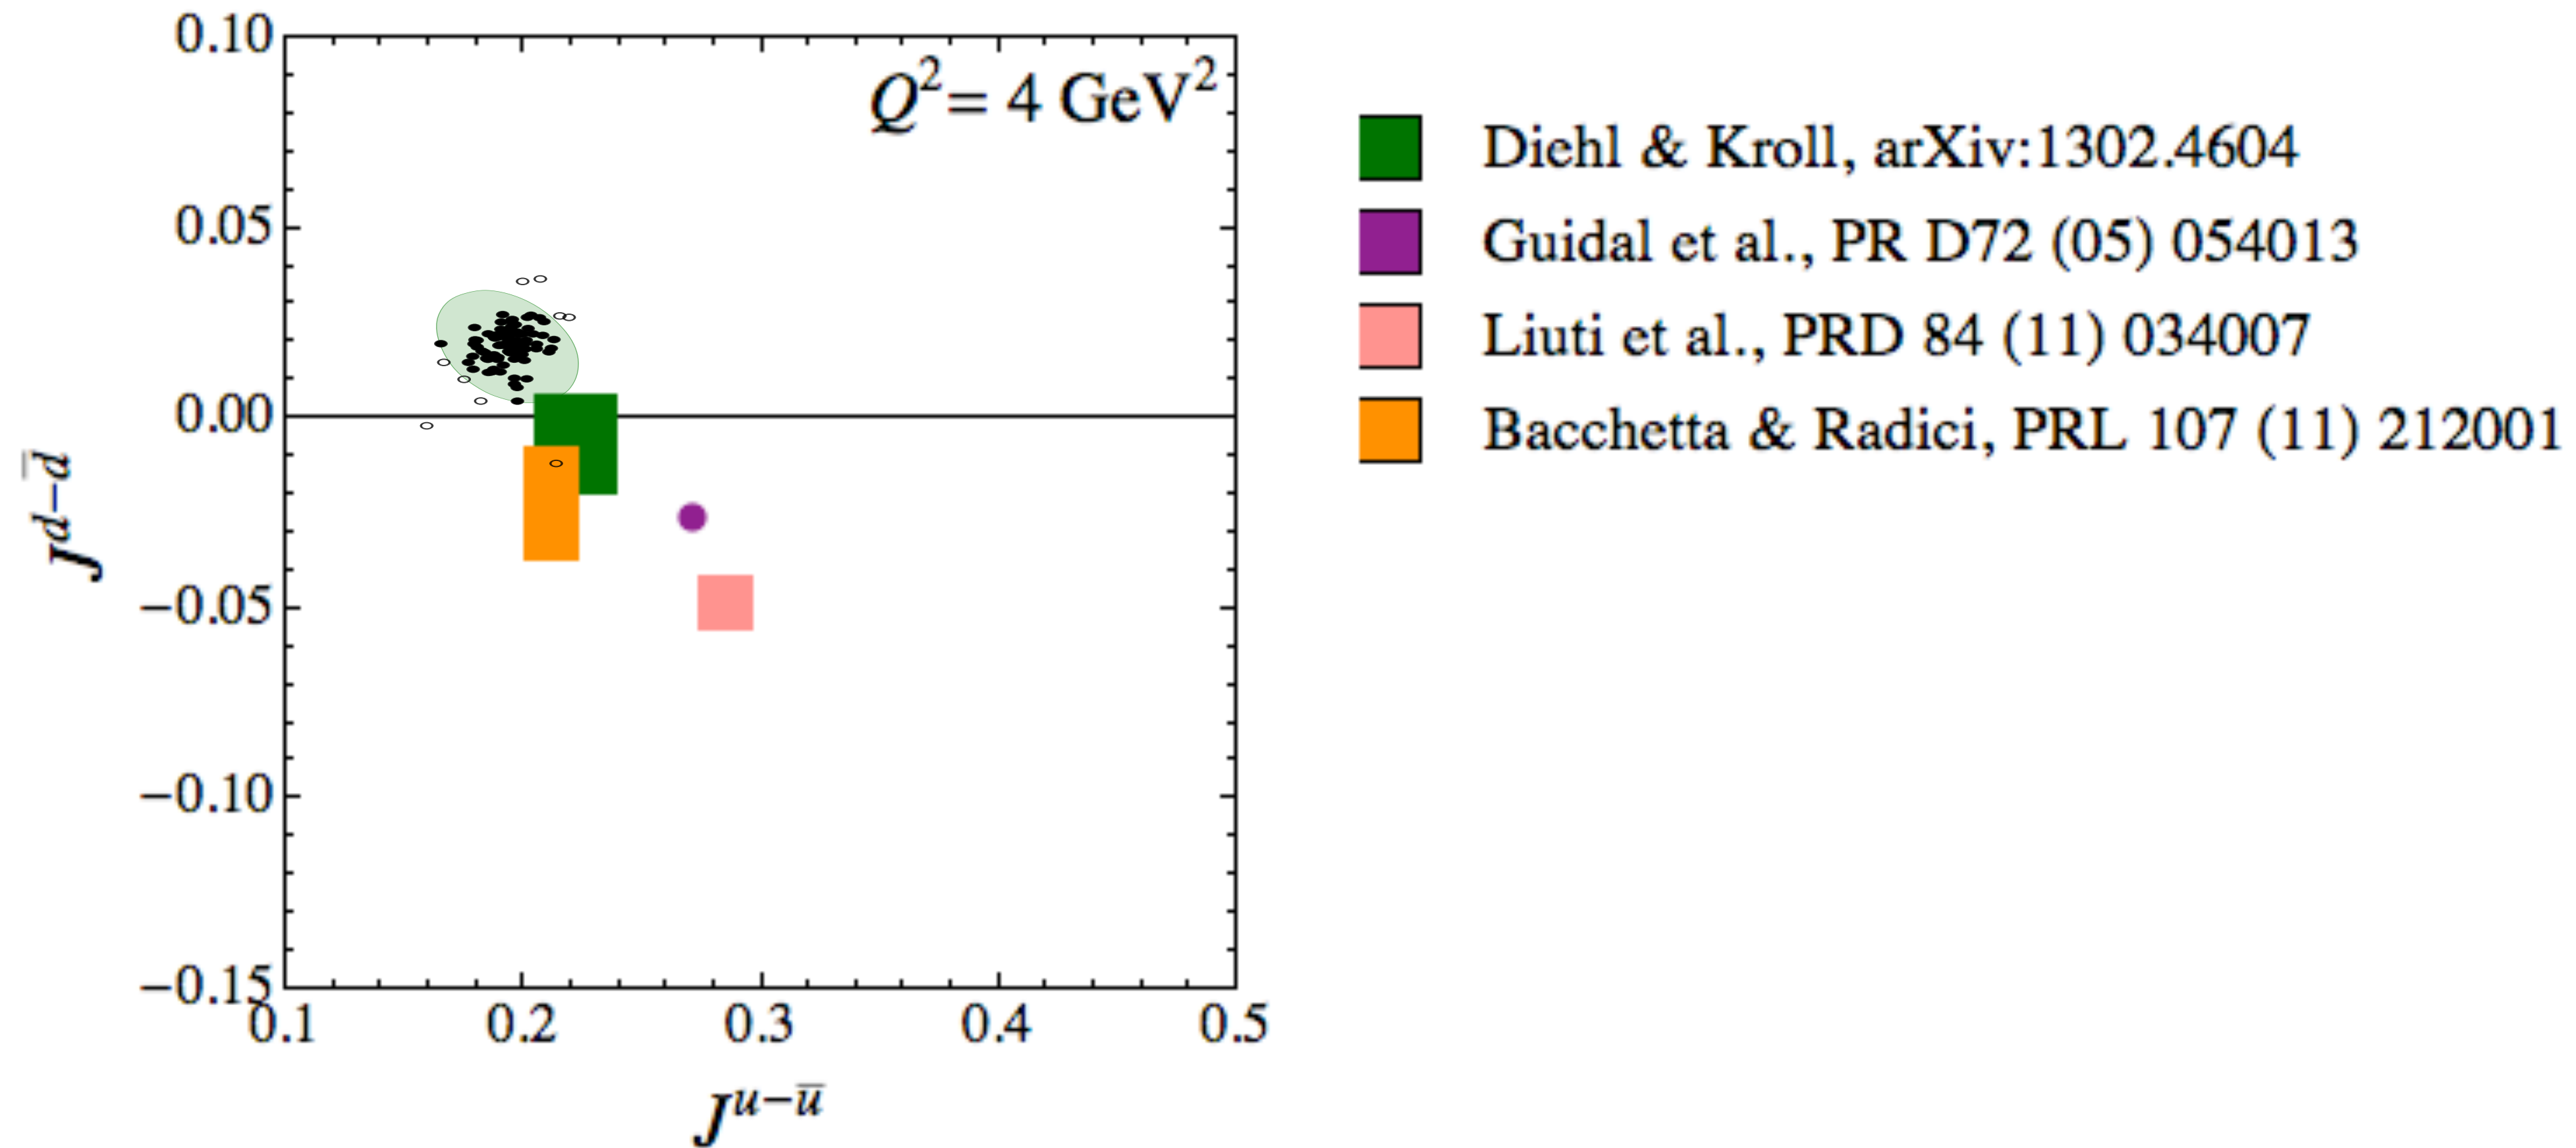 0.10
0.05
0.00
−0.05
−0.10
−0.15
0.1 0.2 0.3 0.4 0.5
J^{d−d̅}
J^{u−u̅}
Q² = 4 GeV²
Diehl & Kroll, arXiv:1302.4604
Guidal et al., PR D72 (05) 054013
Liuti et al., PRD 84 (11) 034007
Bacchetta & Radici, PRL 107 (11) 212001